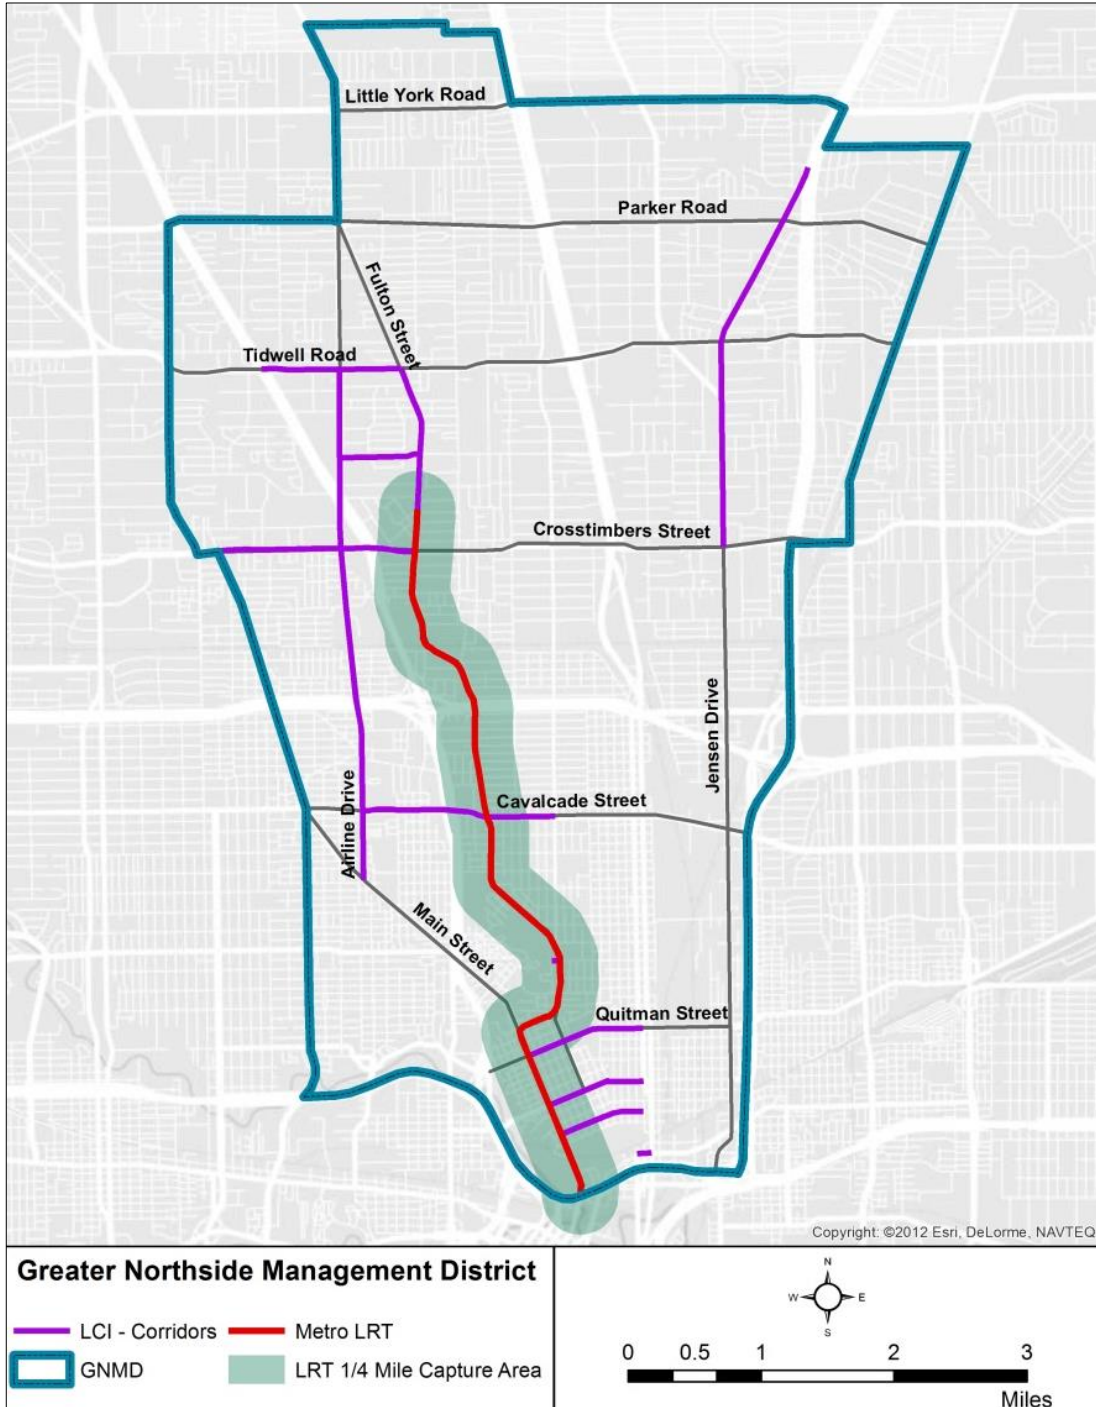 Little York Road
Parker Road
Fulton Street
Tidwell Road
Crosstimbers Street
Jensen Drive
Airline Drive
Cavalcade Street
Main Street
Quitman Street
Copyright: ©2012 Esri, DeLorme, NAVTEQ
Greater Northside Management District
LCI - Corridors
Metro LRT
GNMD
LRT 1/4 Mile Capture Area
N
W E
S
0 0.5 1 2 3
Miles